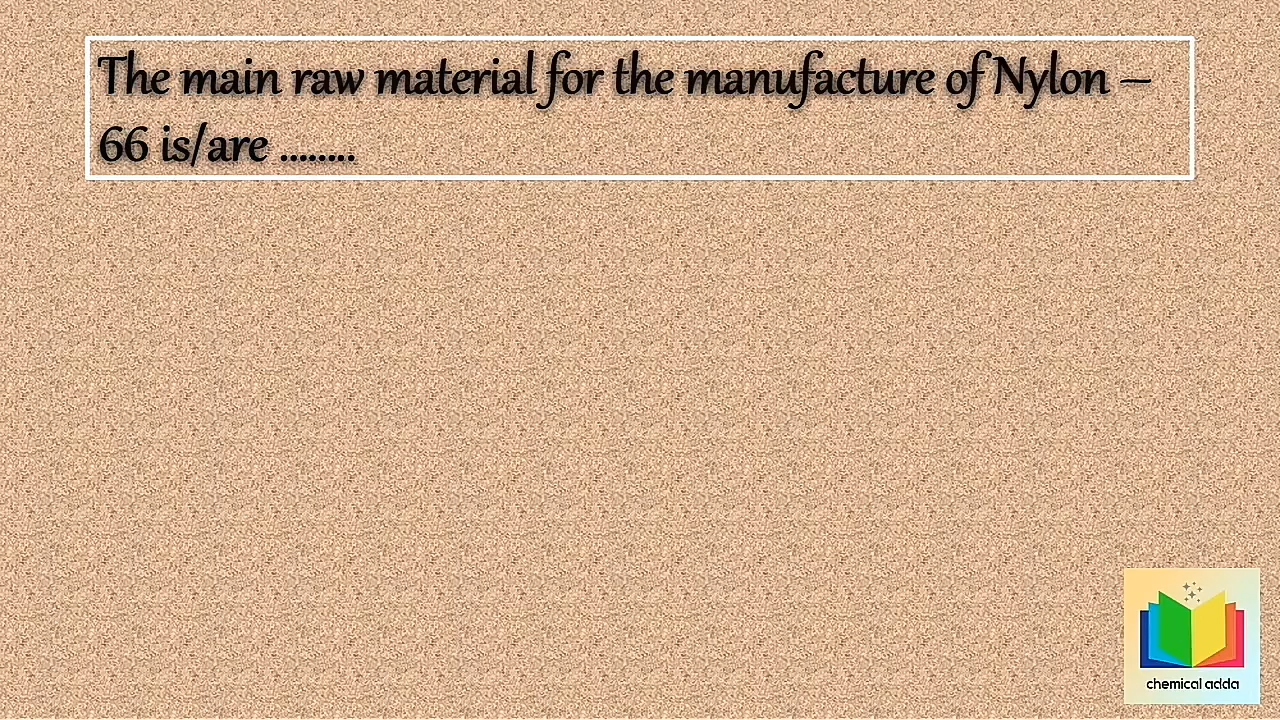 The main raw material for the manufacture of Nylon –
66 is/are ........
chemical adda